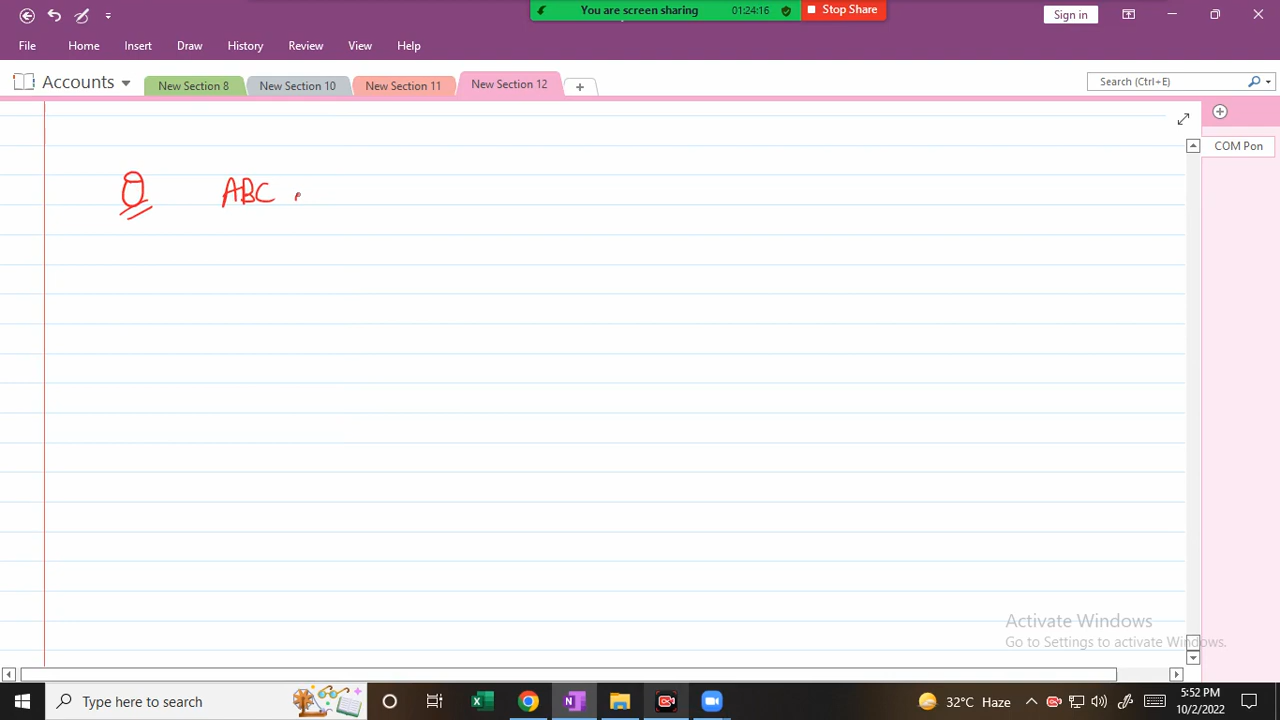 You are screen sharing 01:24:16 Stop Share
Sign in
File Home Insert Draw History Review View Help
Accounts New Section 8 New Section 10 New Section 11 New Section 12 + Search (Ctrl+E)
COM Pon
Q ABC
Activate Windows
Go to Settings to activate Windows.
Type here to search
32°C Haze
5:52 PM
10/2/2022